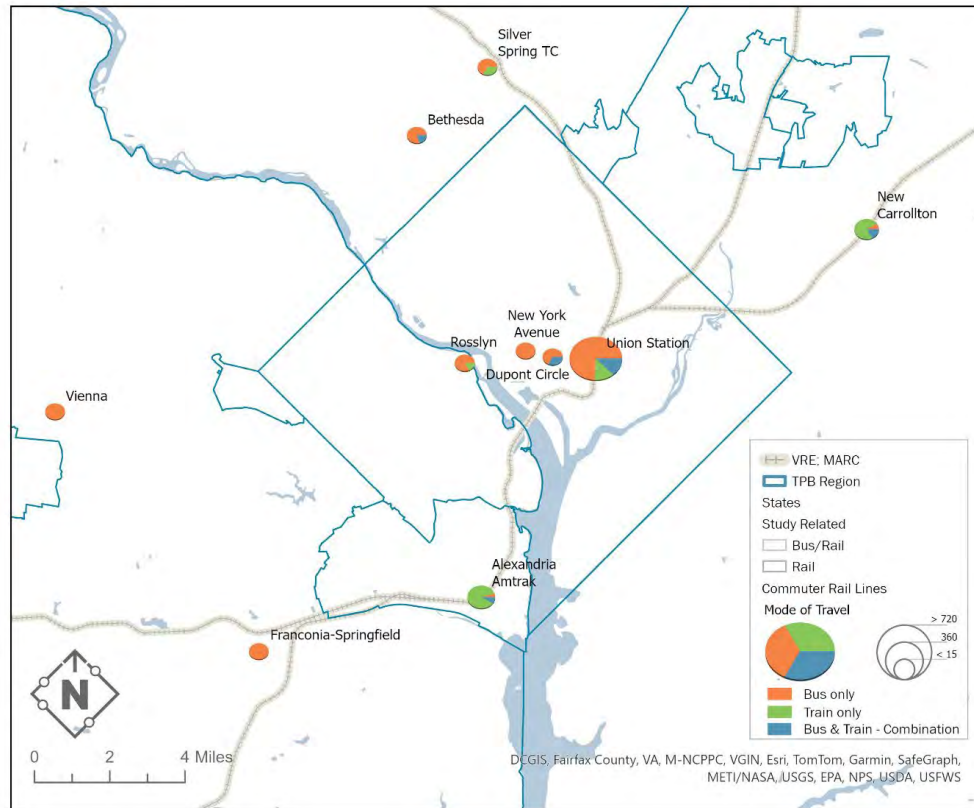 Silver
Spring TC
Bethesda
New
Carrollton
New York
Avenue
Union Station
Rosslyn
Dupont Circle
Vienna
Alexandria
Amtrak
Franconia-Springfield
N
0 2 4 Miles
VRE; MARC
TPB Region
States
Study Related
Bus/Rail
Rail
Commuter Rail Lines
Mode of Travel
> 720
360
< 15
Bus only
Train only
Bus & Train - Combination
DCGIS, Fairfax County, VA, M-NCPPC, VGIN, Esri, TomTom, Garmin, SafeGraph,
METI/NASA, USGS, EPA, NPS, USDA, USFWS